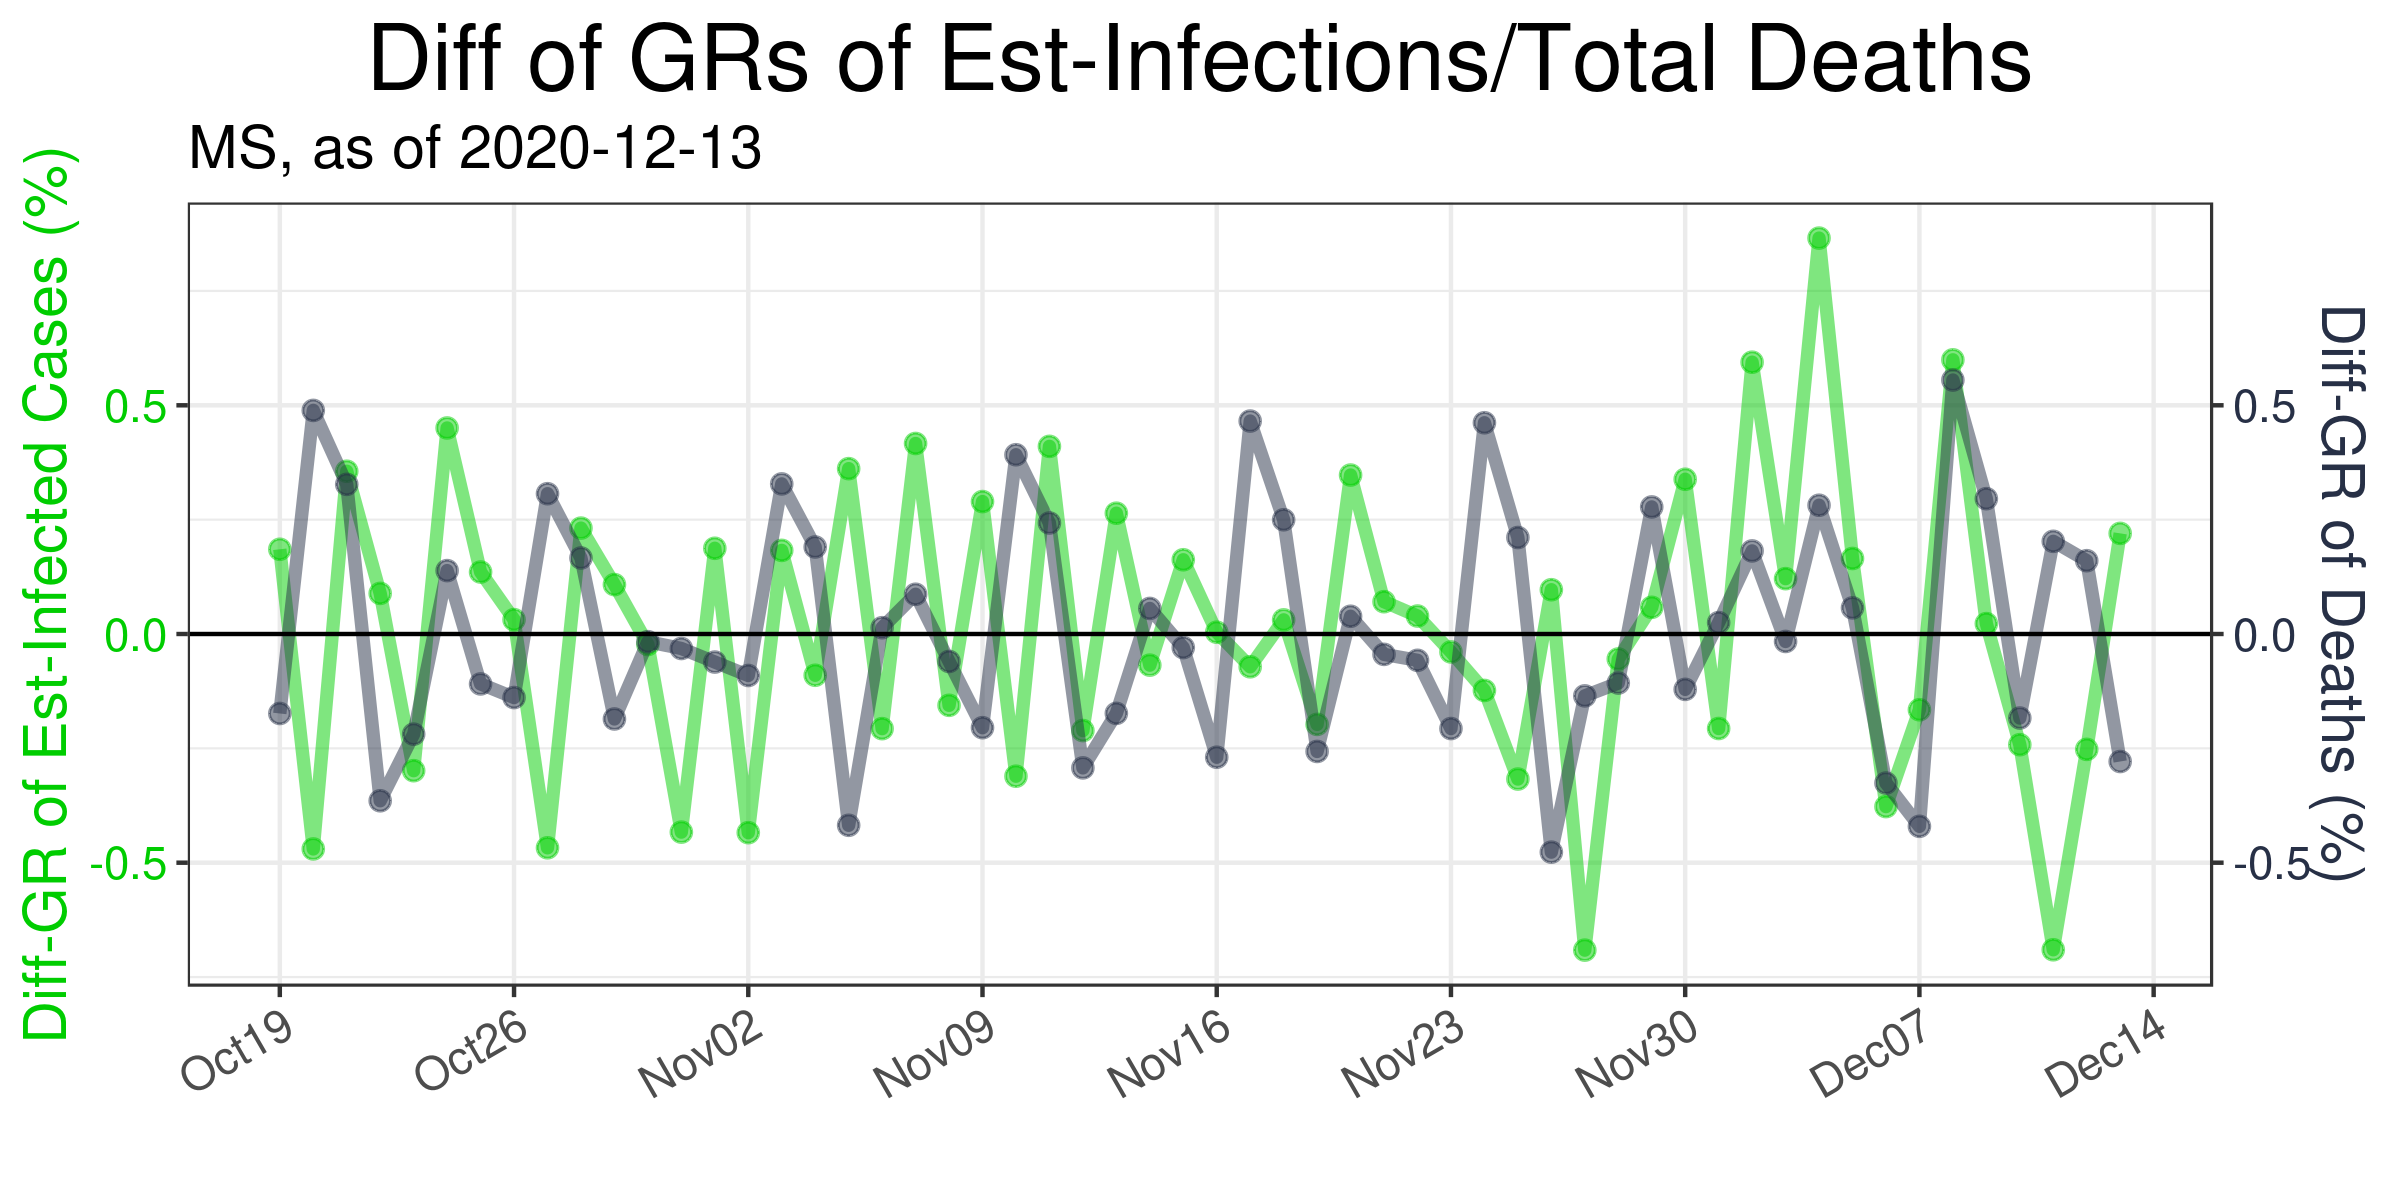 Diff of GRs of Est-Infections/Total Deaths
MS, as of 2020-12-13
Diff-GR of Est-Infected Cases (%)
0.5
0.0
-0.5
0.5
0.0
-0.5
Diff-GR of Deaths (%)
Oct19
Oct26
Nov02
Nov09
Nov16
Nov23
Nov30
Dec07
Dec14